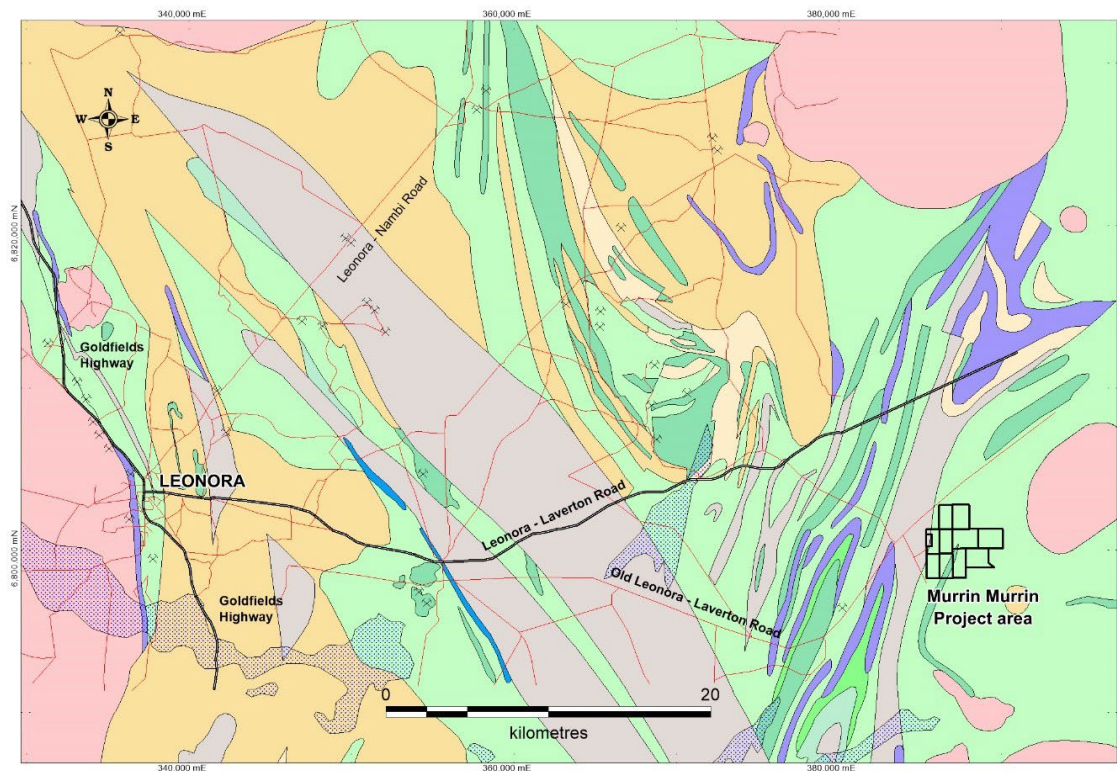 340,000 mE
360,000 mE
380,000 mE
N
W
E
S
6,820,000 mN
Leonora - Nambi Road
Goldfields
Highway
LEONORA
Leonora - Laverton Road
6,800,000 mN
Old Leonora - Laverton Road
Goldfields
Highway
Murrin Murrin
Project area
0
20
kilometres
340,000 mE
360,000 mE
380,000 mE